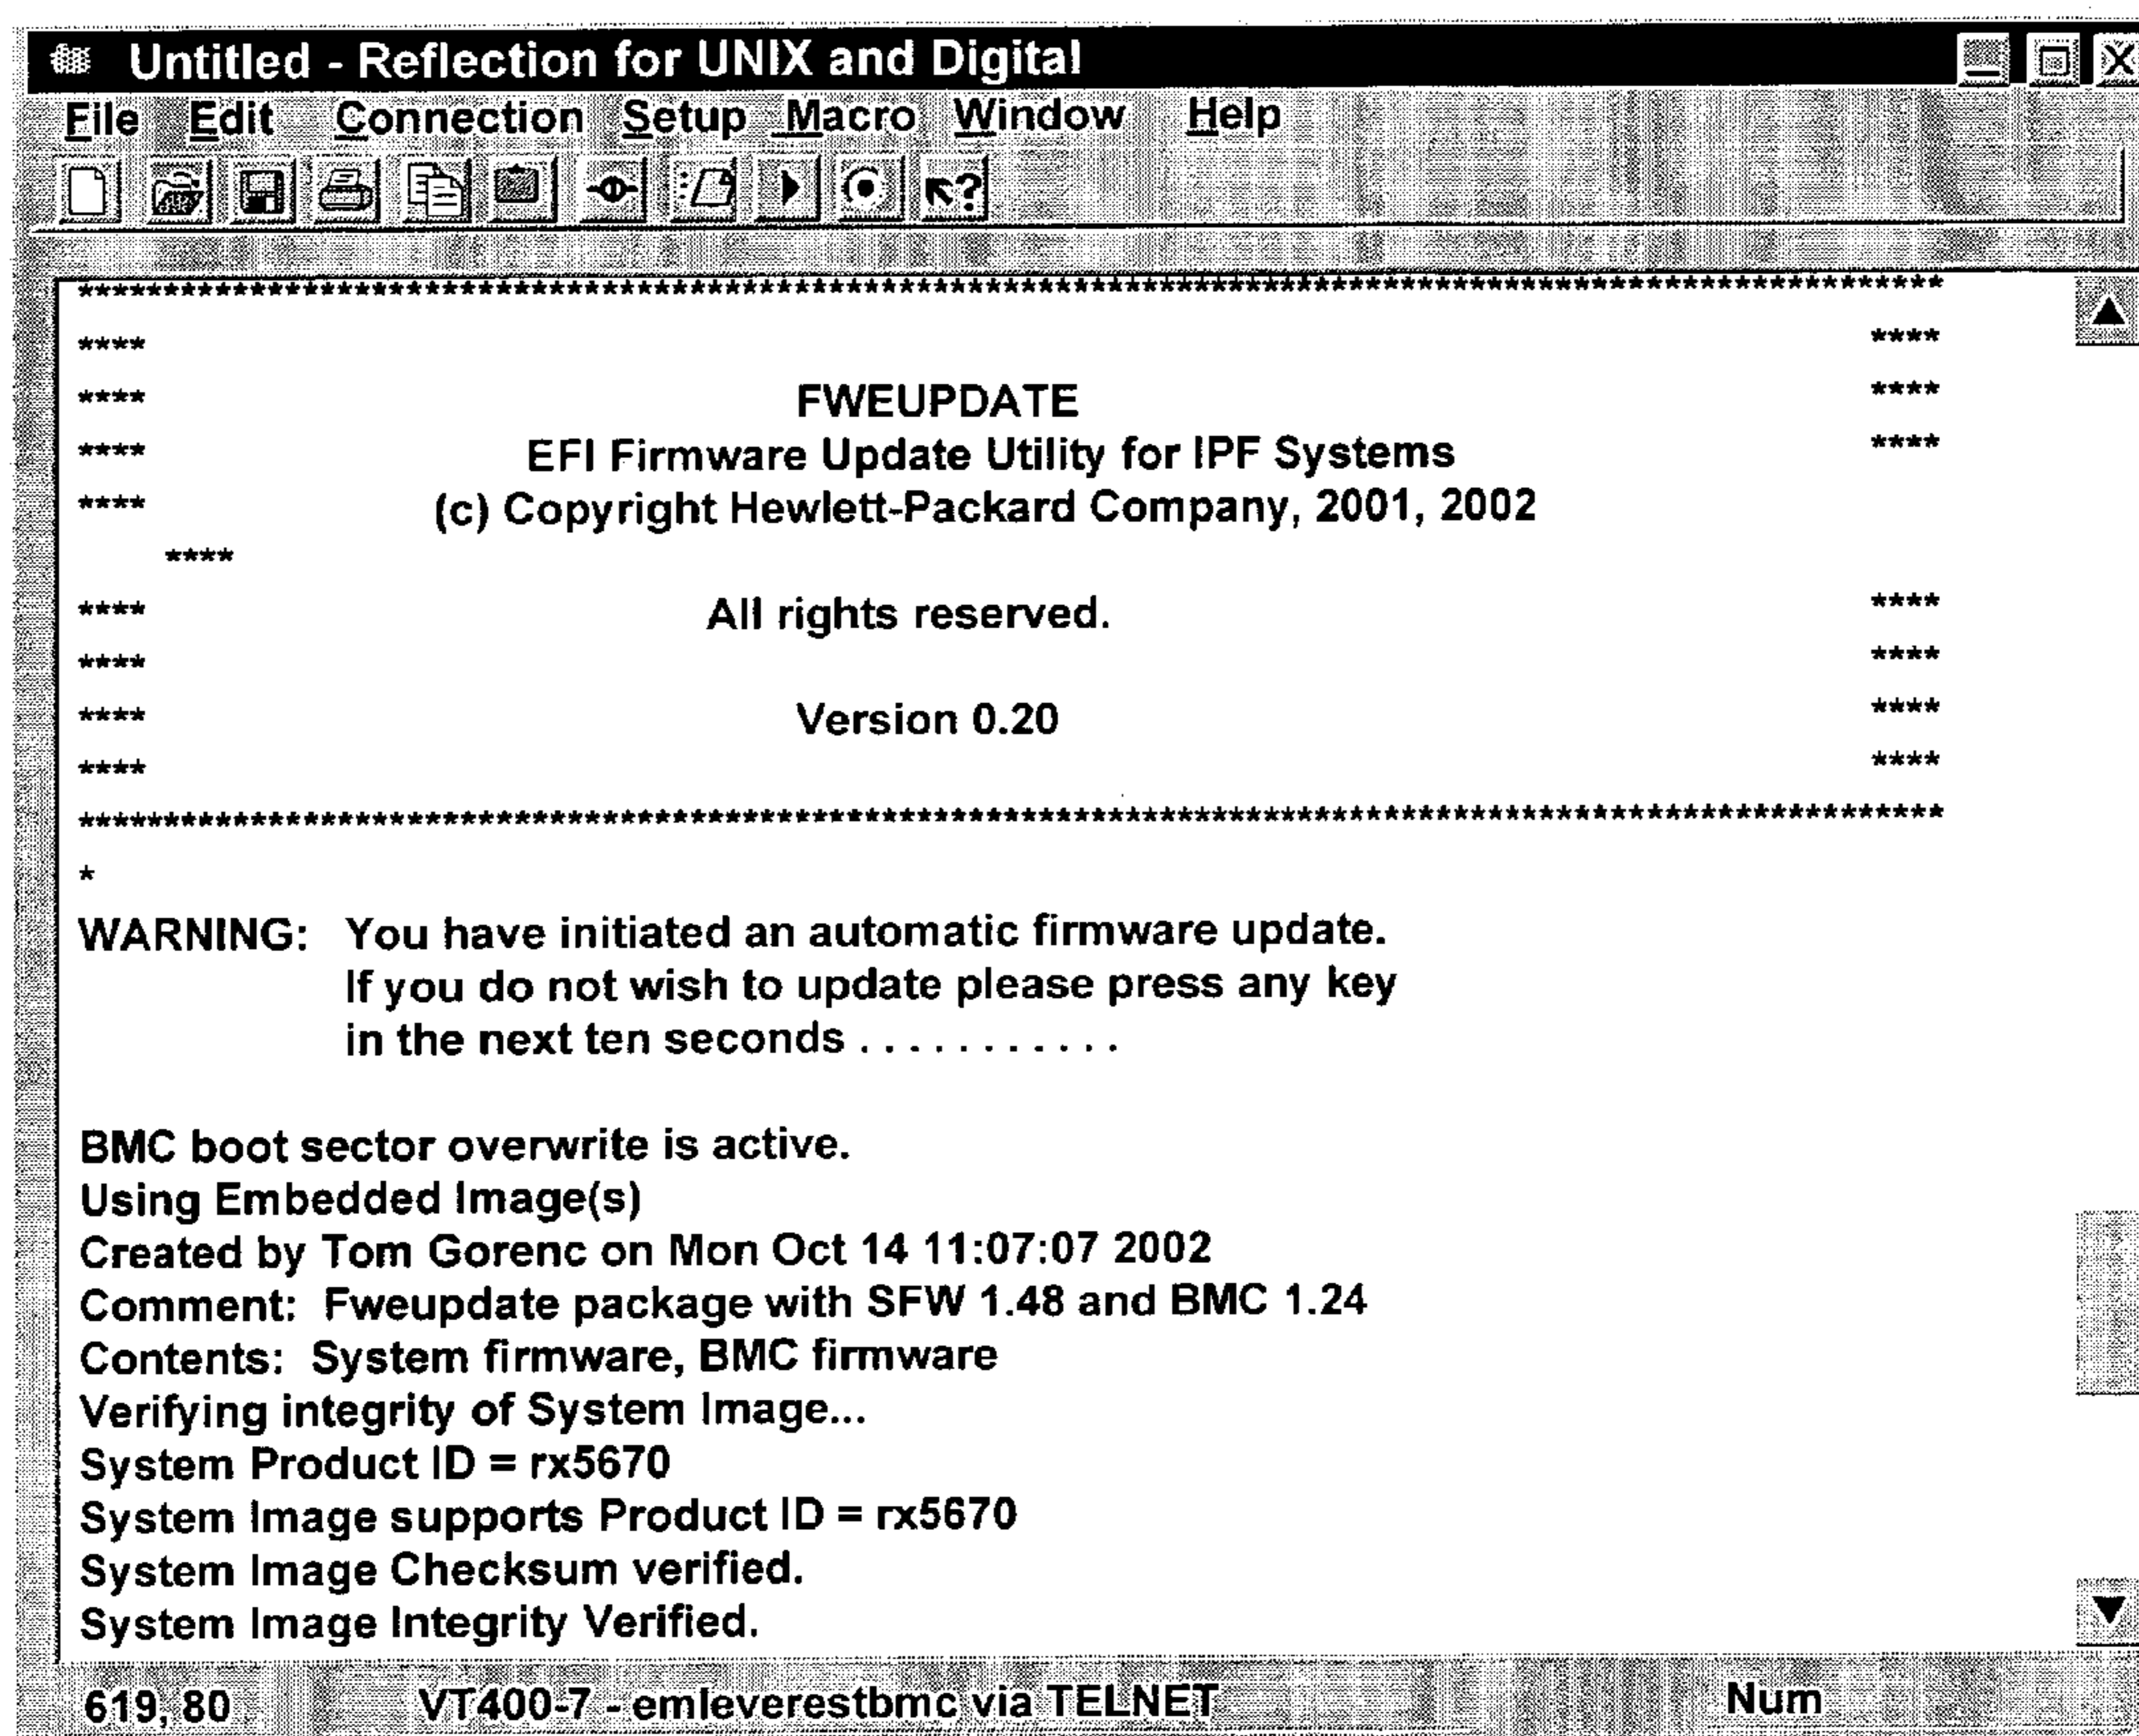 Untitled - Reflection for UNIX and Digital
File Edit Connection Setup Macro Window Help
************************************************************************************************************
**** ****
**** FWEUPDATE ****
**** EFI Firmware Update Utility for IPF Systems ****
**** (c) Copyright Hewlett-Packard Company, 2001, 2002
****
**** All rights reserved. ****
**** ****
**** Version 0.20 ****
**** ****
************************************************************************************************************
*
WARNING: You have initiated an automatic firmware update.
If you do not wish to update please press any key
in the next ten seconds . . . . . . . . . . .
BMC boot sector overwrite is active.
Using Embedded Image(s)
Created by Tom Gorenc on Mon Oct 14 11:07:07 2002
Comment: Fweupdate package with SFW 1.48 and BMC 1.24
Contents: System firmware, BMC firmware
Verifying integrity of System Image...
System Product ID = rx5670
System Image supports Product ID = rx5670
System Image Checksum verified.
System Image Integrity Verified.
619, 80 VT400-7 - emleverestbmc via TELNET Num